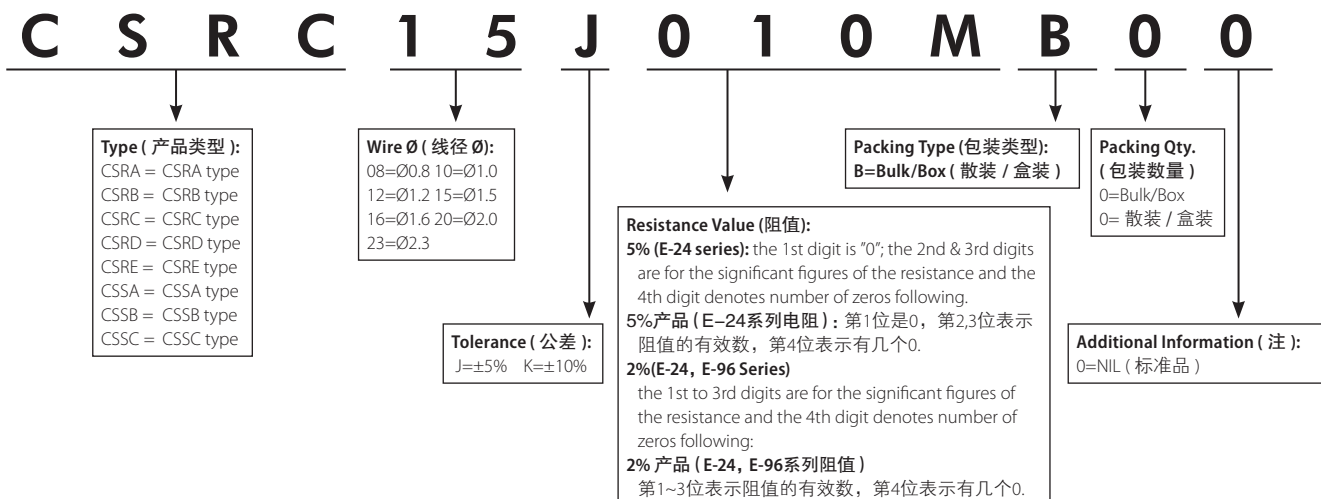 C S R C 1 5 J 0 1 0 M B 0 0
Type ( 产品类型 ):
CSRA = CSRA type
CSRB = CSRB type
CSRC = CSRC type
CSRD = CSRD type
CSRE = CSRE type
CSSA = CSSA type
CSSB = CSSB type
CSSC = CSSC type
Wire Ø ( 线径 Ø):
08=Ø0.8 10=Ø1.0
12=Ø1.2 15=Ø1.5
16=Ø1.6 20=Ø2.0
23=Ø2.3
Tolerance ( 公差 ):
J=±5% K=±10%
Resistance Value (阻值):
5% (E-24 series): the 1st digit is "0"; the 2nd & 3rd digits
are for the significant figures of the resistance and the
4th digit denotes number of zeros following.
5%产品 ( E–24系列电阻 ) : 第1位是0，第2,3位表示
阻值的有效数，第4位表示有几个0.
2%(E-24, E-96 Series)
the 1st to 3rd digits are for the significant figures of
the resistance and the 4th digit denotes number of
zeros following:
2% 产品 ( E-24, E-96系列阻值 )
第1~3位表示阻值的有效数，第4位表示有几个0.
Packing Type (包装类型):
B=Bulk/Box ( 散装 / 盒装 )
Packing Qty.
( 包装数量 )
0=Bulk/Box
0= 散装 / 盒装
Additional Information ( 注 ):
0=NIL ( 标准品 )